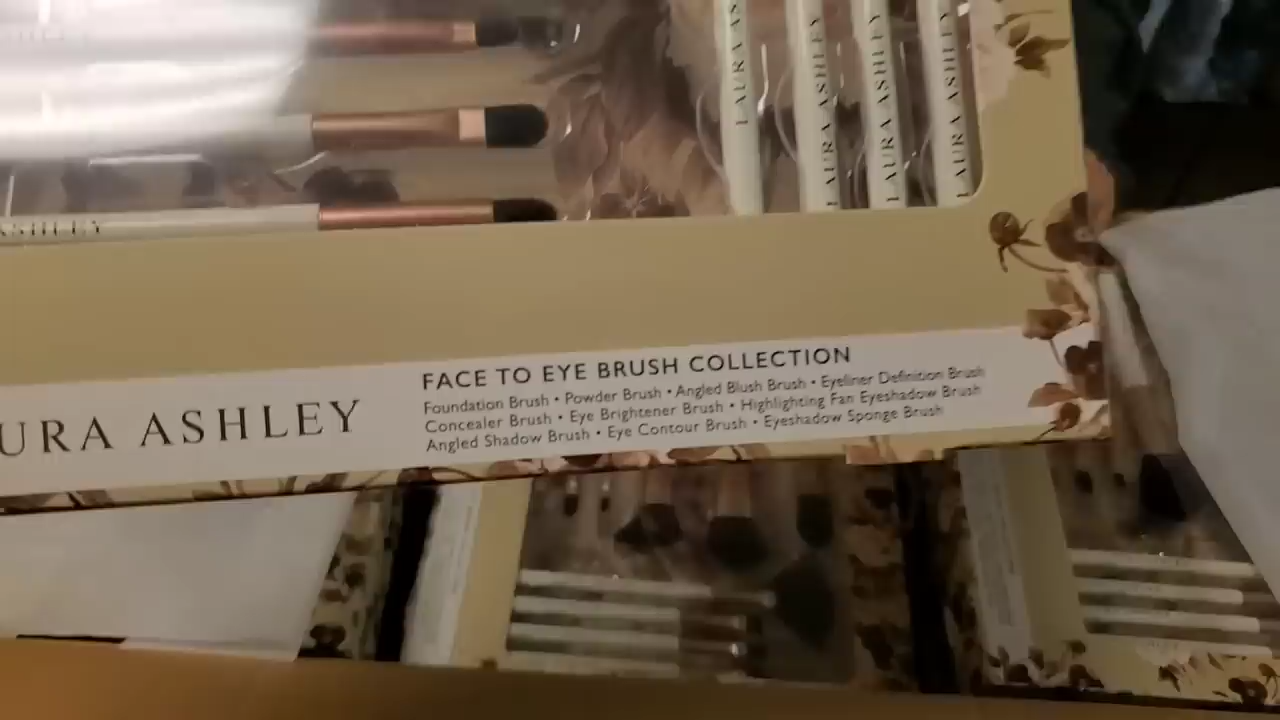 LAURA AS
LAURA ASHLEY
LAURA ASHLEY
LAURA ASHLEY
ASHLEY
URA ASHLEY
FACE TO EYE BRUSH COLLECTION
Foundation Brush • Powder Brush • Angled Blush Brush • Eyeliner Definition Brush
Concealer Brush • Eye Brightener Brush • Highlighting Fan Eyeshadow Brush
Angled Shadow Brush • Eye Contour Brush • Eyeshadow Sponge Brush